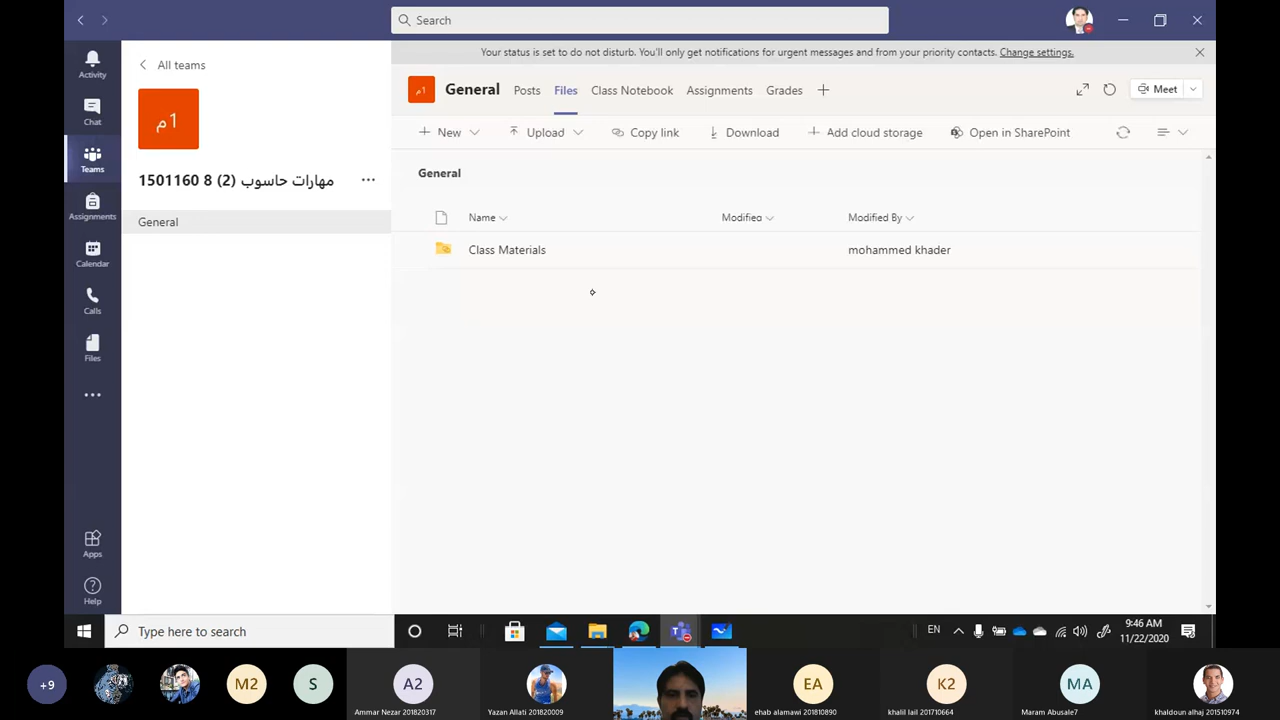 Search
Your status is set to do not disturb. You'll only get notifications for urgent messages and from your priority contacts. Change settings.
Activity
Chat
Teams
Assignments
Calendar
Calls
Files
Apps
Help
All teams
م1
مهارات حاسوب (2) 8 1501160
General
م1
General
Posts
Files
Class Notebook
Assignments
Grades
Meet
New
Upload
Copy link
Download
Add cloud storage
Open in SharePoint
General
Name
Modified
Modified By
Class Materials
mohammed khader
Type here to search
EN
9:46 AM
11/22/2020
+9
M2
S
A2
Ammar Nezar 201820317
Yazan Allati 201820009
EA
ehab alamawi 201810890
K2
khalil lail 201710664
MA
Maram Abusale7
khaldoun alhaj 201510974